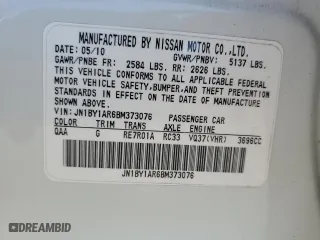 MANUFACTURED BY NISSAN MOTOR CO.,LTD.
DATE: 05/10 GVWR/PNBV: 5137 LBS.
GAWR/PNBE FR: 2584 LBS. RR: 2626 LBS.
THIS VEHICLE CONFORMS TO ALL APPLICABLE FEDERAL
MOTOR VEHICLE SAFETY,BUMPER,AND THEFT PREVENTION
STANDARDS IN EFFECT ON THE DATE OF MANUFACTURE
SHOWN ABOVE.
VIN: JN1BY1AR6BM373076 PASSENGER CAR
COLOR TRIM TRANS AXLE ENGINE
QAA G RE7R01A RC33 VQ37(VHR) 3696CC
JN1BY1AR6BM373076
© DEALERSHIP.COM